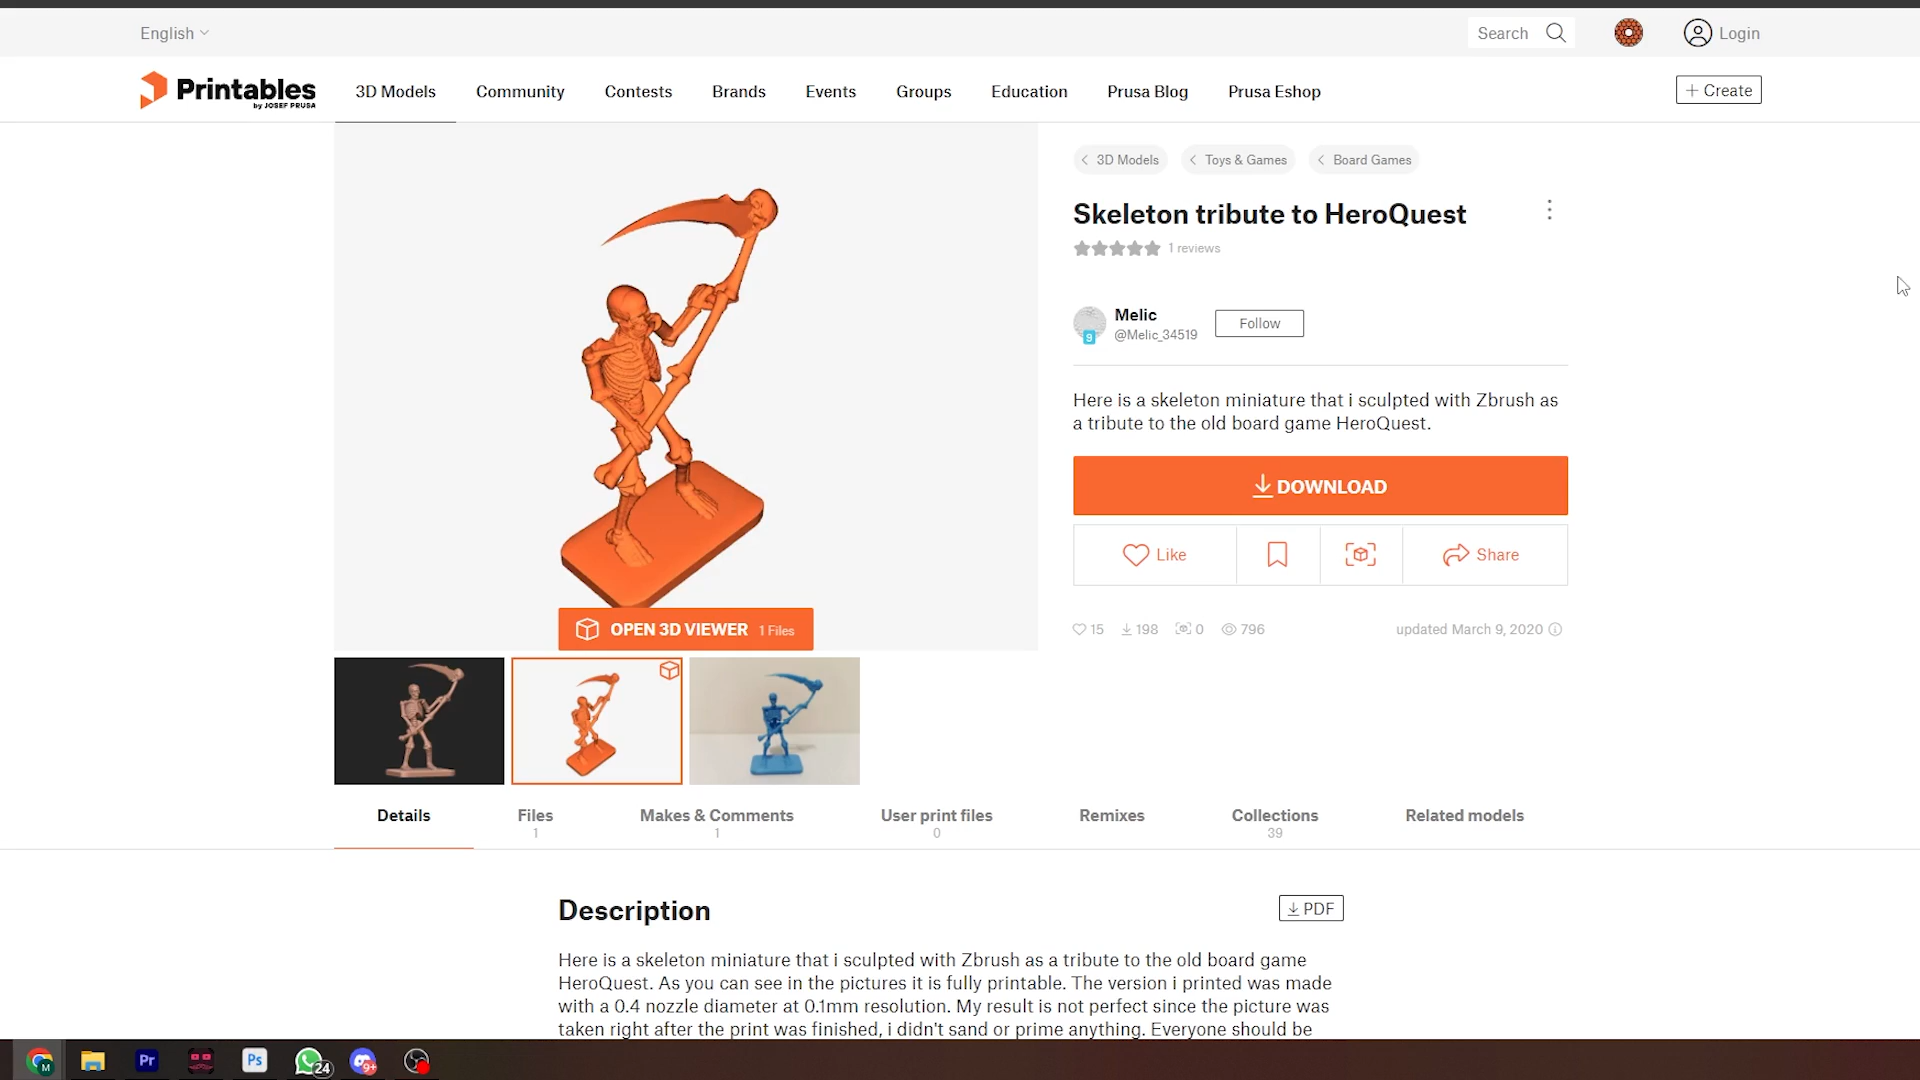 English
Search
Login
Printables
by JOSEF PRUSA
3D Models
Community
Contests
Brands
Events
Groups
Education
Prusa Blog
Prusa Eshop
+ Create
3D Models
Toys & Games
Board Games
Skeleton tribute to HeroQuest
1 reviews
Melic
@Melic_34519
9
Follow
Here is a skeleton miniature that i sculpted with Zbrush as
a tribute to the old board game HeroQuest.
DOWNLOAD
Like
Share
15
198
0
796
updated March 9, 2020
OPEN 3D VIEWER 1 Files
Details
Files
1
Makes & Comments
1
User print files
0
Remixes
Collections
39
Related models
Description
PDF
Here is a skeleton miniature that i sculpted with Zbrush as a tribute to the old board game
HeroQuest. As you can see in the pictures it is fully printable. The version i printed was made
with a 0.4 nozzle diameter at 0.1mm resolution. My result is not perfect since the picture was
taken right after the print was finished, i didn't sand or prime anything. Everyone should be
M
Pr
Ps
24
9+